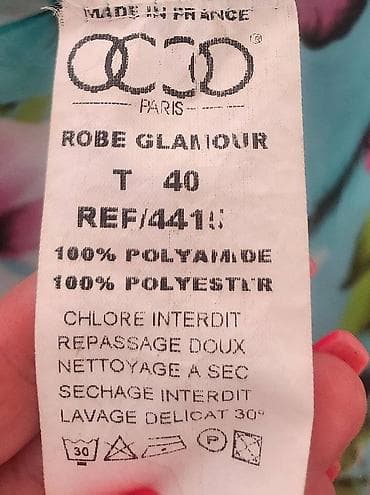 MADE IN FRANCE
OCCO®
PARIS
ROBE GLAMOUR
T 40
100% POLYAMIDE
100% POLYESTER
CHLORE INTERDIT
REPASSAGE DOUX
NETTOYAGE A SEC
SECHAGE INTERDIT
LAVAGE DELICAT 30°
30 P